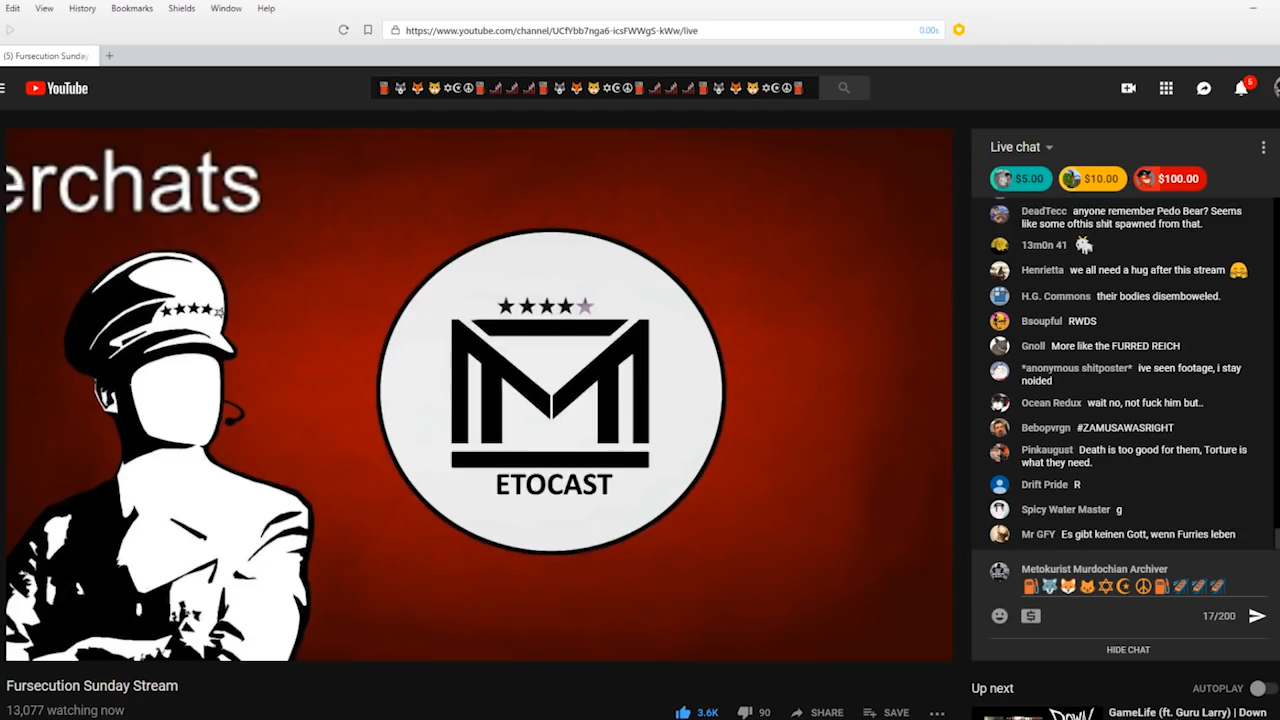 Edit View History Bookmarks Shields Window Help
https://www.youtube.com/channel/UCfYbb7nga6-icsFWWgS-kWw/live 0.00s
(5) Fursecution Sunday
YouTube
5
erchats
ETOCAST
Live chat
$5.00 $10.00 $100.00
DeadTecc anyone remember Pedo Bear? Seems
like some ofthis shit spawned from that.
13m0n 41
Henrietta we all need a hug after this stream
H.G. Commons their bodies disemboweled.
Bsoupful RWDS
Gnoll More like the FURRED REICH
*anonymous shitposter* ive seen footage, i stay
noided
Ocean Redux wait no, not fuck him but..
Bebopvrgn #ZAMUSAWASRIGHT
Pinkaugust Death is too good for them, Torture is
what they need.
Drift Pride R
Spicy Water Master g
Mr GFY Es gibt keinen Gott, wenn Furries leben
Metokurist Murdochian Archiver
17/200
HIDE CHAT
Fursecution Sunday Stream
13,077 watching now
3.6K 90 SHARE SAVE
Up next AUTOPLAY
GameLife (ft. Guru Larry) | Down